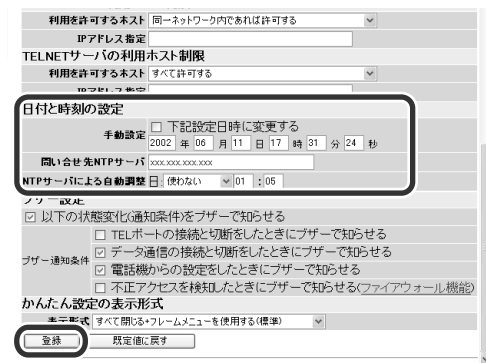 利用を許可するホスト 同一ネットワーク内であれば許可する
IPアドレス指定
TELNETサーバの利用ホスト制限
利用を許可するホスト すべて許可する
IPアドレス指定
日付と時刻の設定
手動設定 下記設定日時に変更する
2002 年 06 月 11 日 17 時 31 分 24 秒
問い合せ先NTPサーバ xxx.xxx.xxx.xxx
NTPサーバによる自動調整 日: 使わない 01 : 05
ブザー設定
以下の状態変化(通知条件)をブザーで知らせる
ブザー通知条件
TELポートの接続と切断をしたときにブザーで知らせる
データ通信の接続と切断をしたときにブザーで知らせる
電話機からの設定をしたときにブザーで知らせる
不正アクセスを検知したときにブザーで知らせる(ファイアウォール機能)
かんたん設定の表示形式
表示形式 すべて閉じる+フレームメニューを使用する(標準)
登録 既定値に戻す